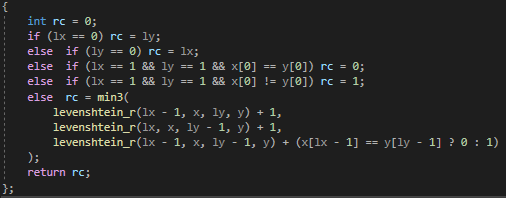 {
    int rc = 0;
    if (lx == 0) rc = ly;
    else  if (ly == 0) rc = lx;
    else  if (lx == 1 && ly == 1 && x[0] == y[0]) rc = 0;
    else  if (lx == 1 && ly == 1 && x[0] != y[0]) rc = 1;
    else  rc = min3(
        levenshtein_r(lx - 1, x, ly, y) + 1,
        levenshtein_r(lx, x, ly - 1, y) + 1,
        levenshtein_r(lx - 1, x, ly - 1, y) + (x[lx - 1] == y[ly - 1] ? 0 : 1)
    );
    return rc;
};